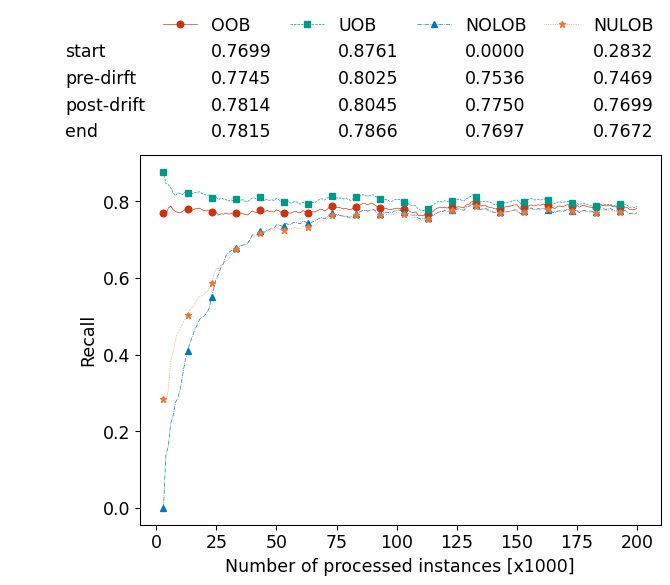 OOB UOB NOLOB NULOB
start 0.7699 0.8761 0.0000 0.2832
pre-dirft 0.7745 0.8025 0.7536 0.7469
post-drift 0.7814 0.8045 0.7750 0.7699
end 0.7815 0.7866 0.7697 0.7672
0.8
0.6
0.4
0.2
0.0
Recall
0 25 50 75 100 125 150 175 200
Number of processed instances [x1000]